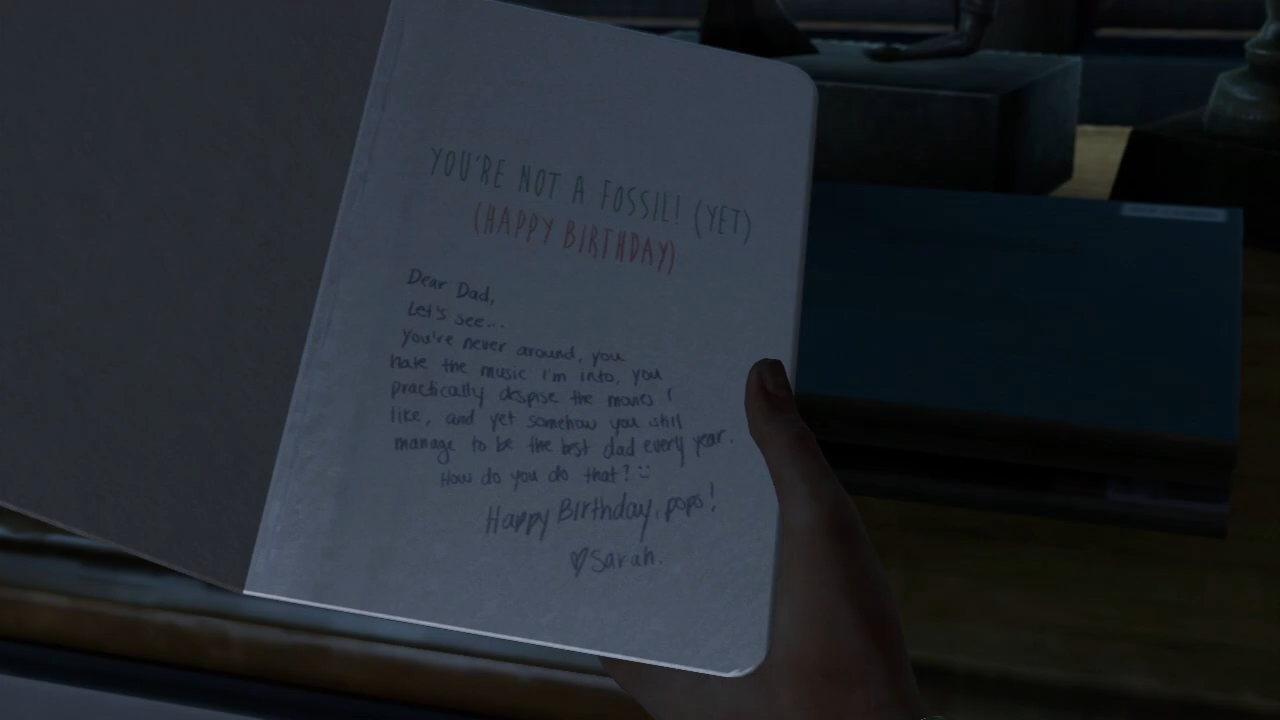 YOU'RE NOT A FOSSIL! (YET)
(HAPPY BIRTHDAY)
Dear Dad,
Let's see...
You're never around, you
hate the music i'm into, you
practically despise the movies I
like, and yet somehow you still
manage to be the best dad every year.
How do you do that? :)
Happy Birthday, pops!
♡Sarah.